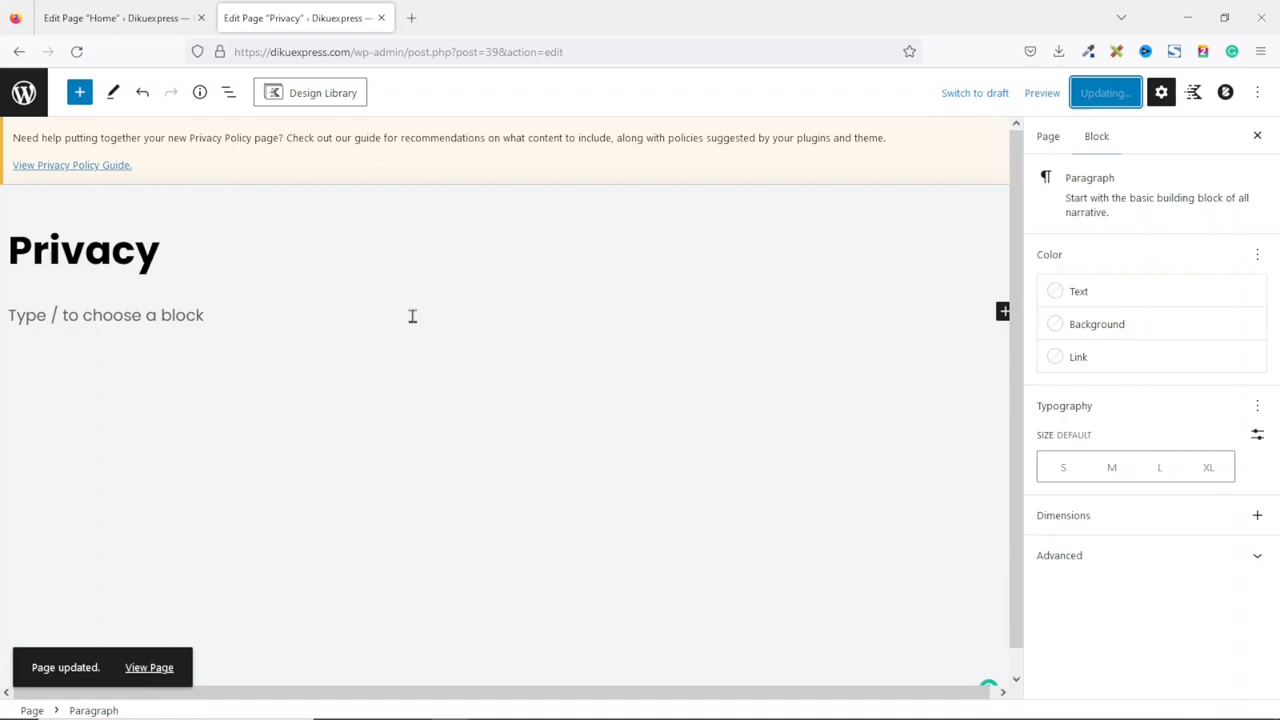 Edit Page "Home" ‹ Dikuexpress —
Edit Page "Privacy" ‹ Dikuexpress —
https://dikuexpress.com/wp-admin/post.php?post=39&action=edit
Design Library
Switch to draft
Preview
Updating...
Need help putting together your new Privacy Policy page? Check out our guide for recommendations on what content to include, along with policies suggested by your plugins and theme.
View Privacy Policy Guide.
Page
Block
Paragraph
Start with the basic building block of all
narrative.
Privacy
Type / to choose a block
Color
Text
Background
Link
Typography
SIZE DEFAULT
S M L XL
Dimensions
Advanced
Page updated. View Page
Page > Paragraph